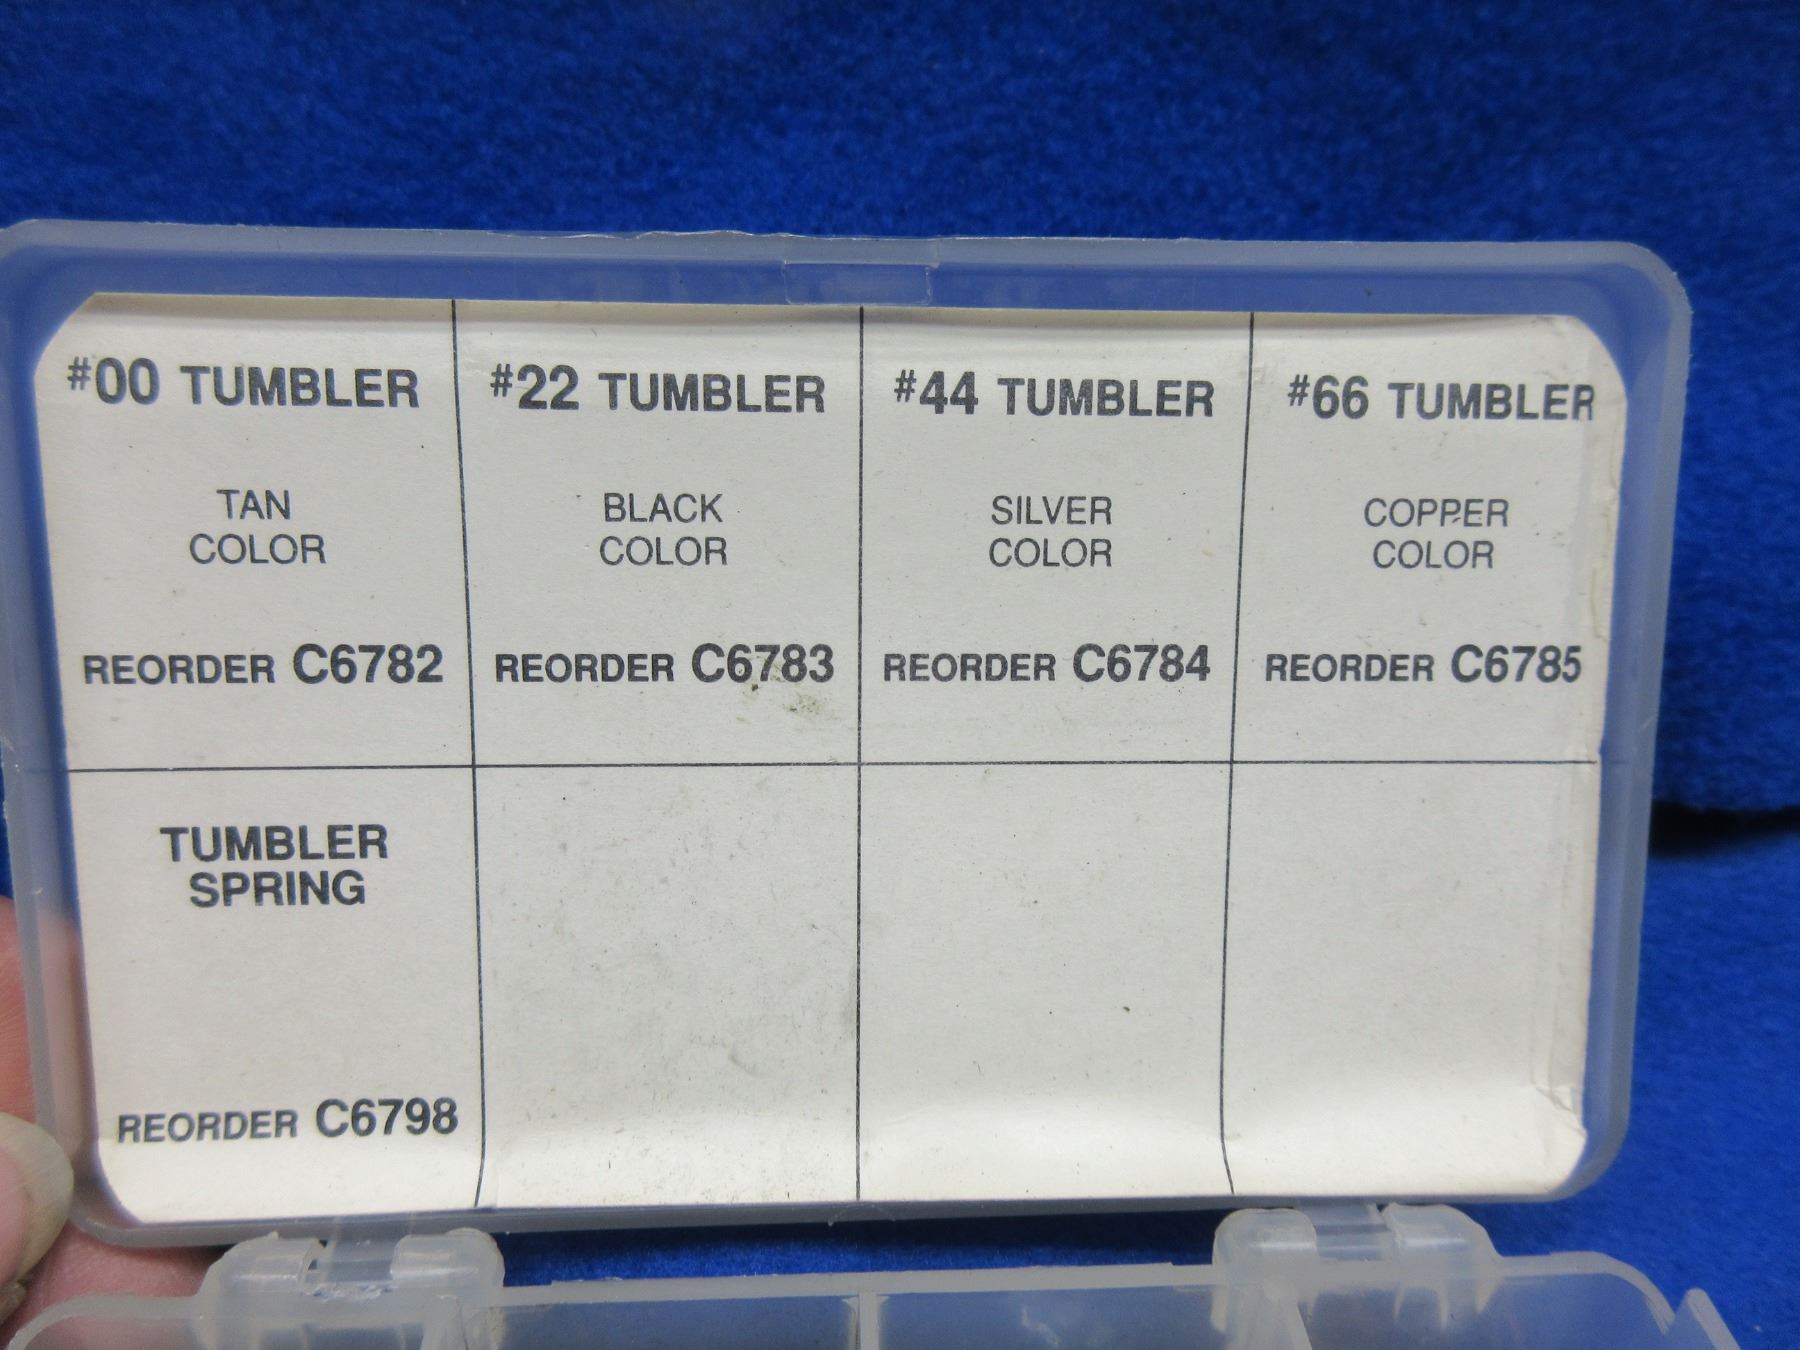 #00 TUMBLER
TAN
COLOR
REORDER C6782
#22 TUMBLER
BLACK
COLOR
REORDER C6783
#44 TUMBLER
SILVER
COLOR
REORDER C6784
#66 TUMBLER
COPPER
COLOR
REORDER C6785
TUMBLER
SPRING
REORDER C6798